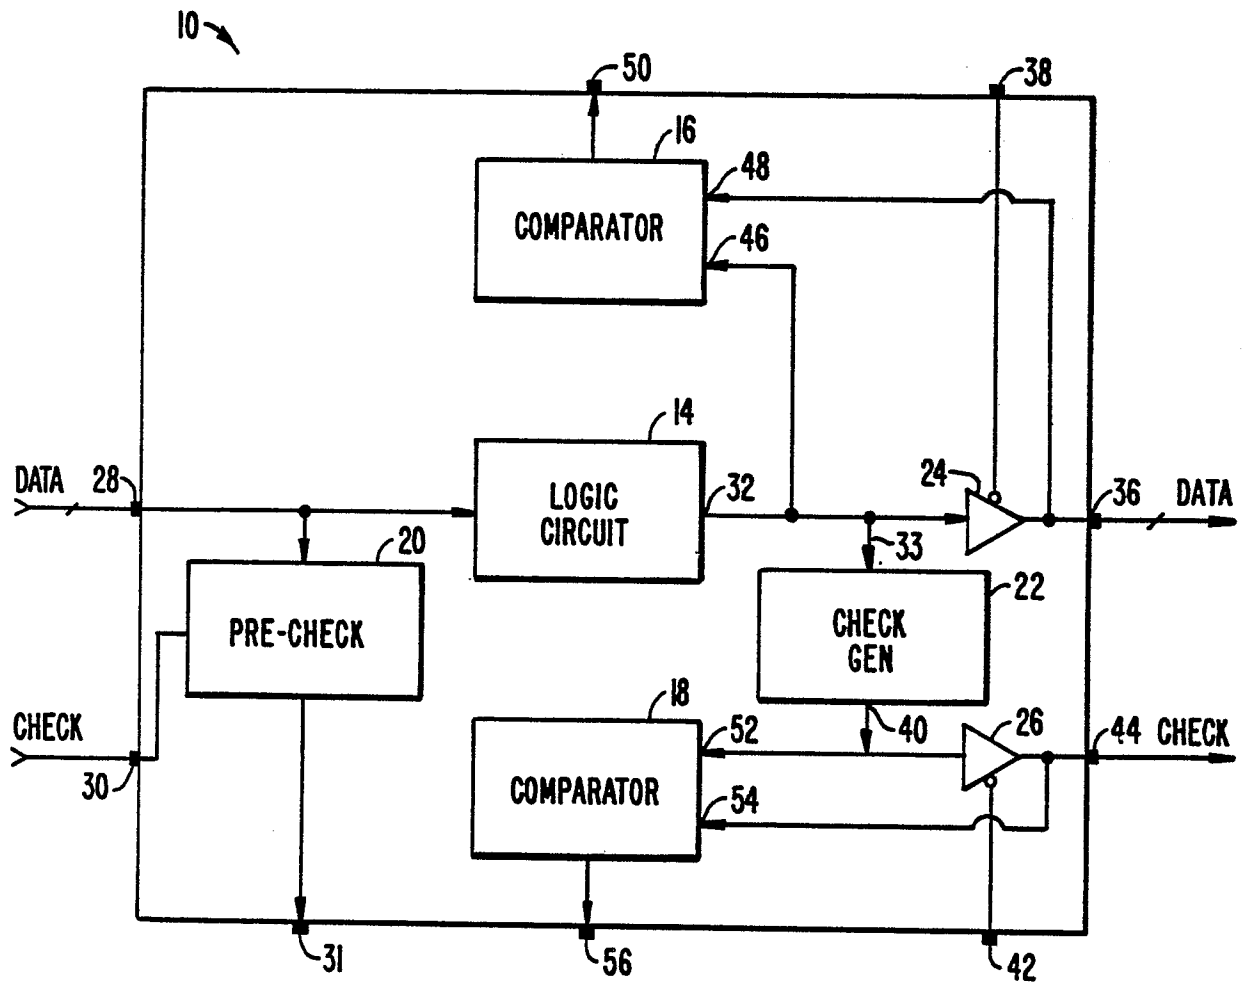 10
50
38
16
48
COMPARATOR
46
14
DATA
28
LOGIC
CIRCUIT
32
24
36
DATA
20
33
PRE-CHECK
22
CHECK
GEN
18
CHECK
30
52
40
26
44
CHECK
COMPARATOR
54
31
56
42